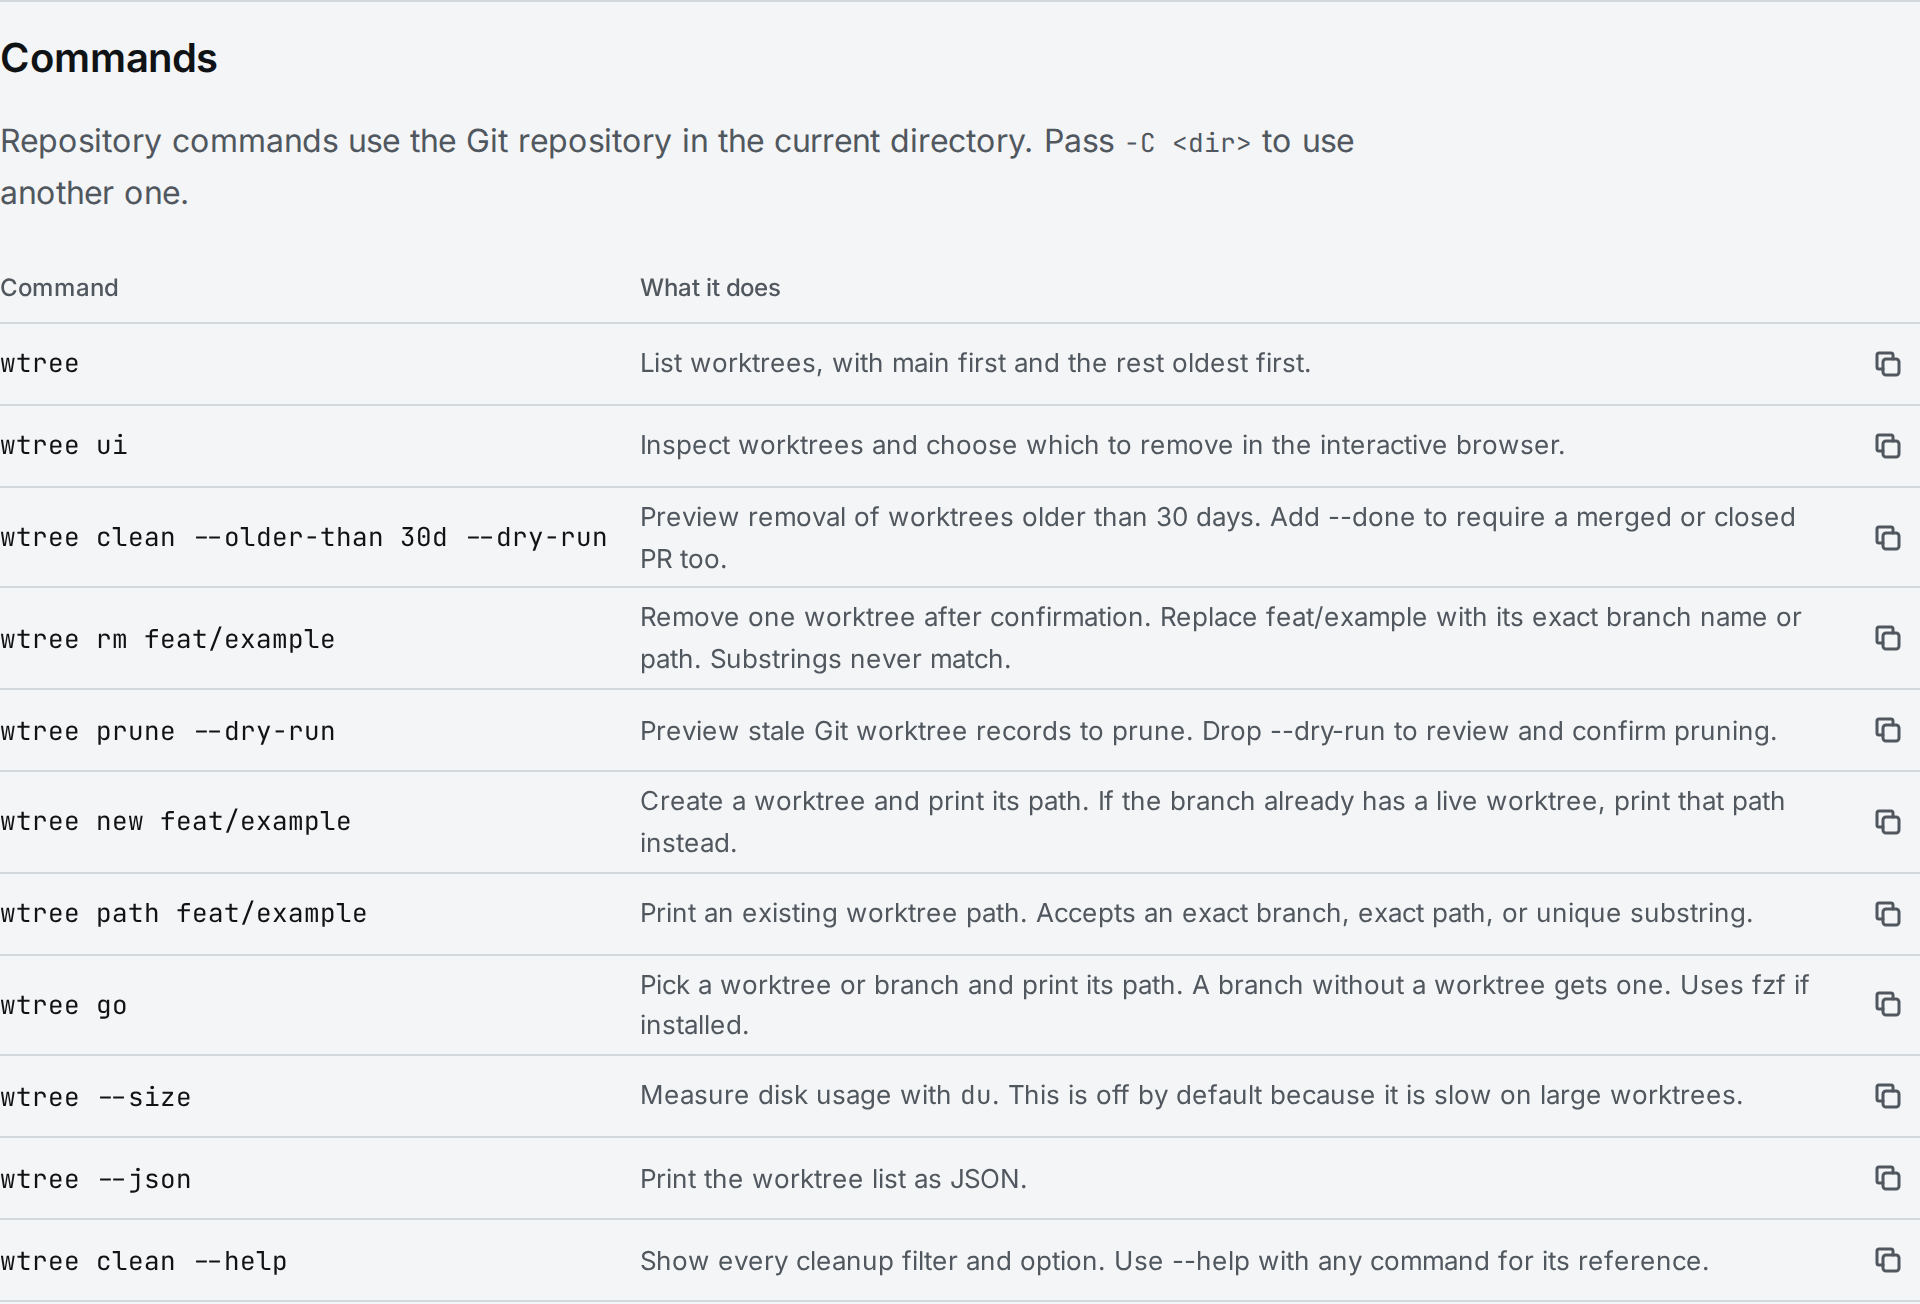 Commands
Repository commands use the Git repository in the current directory. Pass -C <dir> to use
another one.
Command What it does
wtree List worktrees, with main first and the rest oldest first.
wtree ui Inspect worktrees and choose which to remove in the interactive browser.
wtree clean --older-than 30d --dry-run Preview removal of worktrees older than 30 days. Add --done to require a merged or closed
PR too.
wtree rm feat/example Remove one worktree after confirmation. Replace feat/example with its exact branch name or
path. Substrings never match.
wtree prune --dry-run Preview stale Git worktree records to prune. Drop --dry-run to review and confirm pruning.
wtree new feat/example Create a worktree and print its path. If the branch already has a live worktree, print that path
instead.
wtree path feat/example Print an existing worktree path. Accepts an exact branch, exact path, or unique substring.
wtree go Pick a worktree or branch and print its path. A branch without a worktree gets one. Uses fzf if
installed.
wtree --size Measure disk usage with du. This is off by default because it is slow on large worktrees.
wtree --json Print the worktree list as JSON.
wtree clean --help Show every cleanup filter and option. Use --help with any command for its reference.